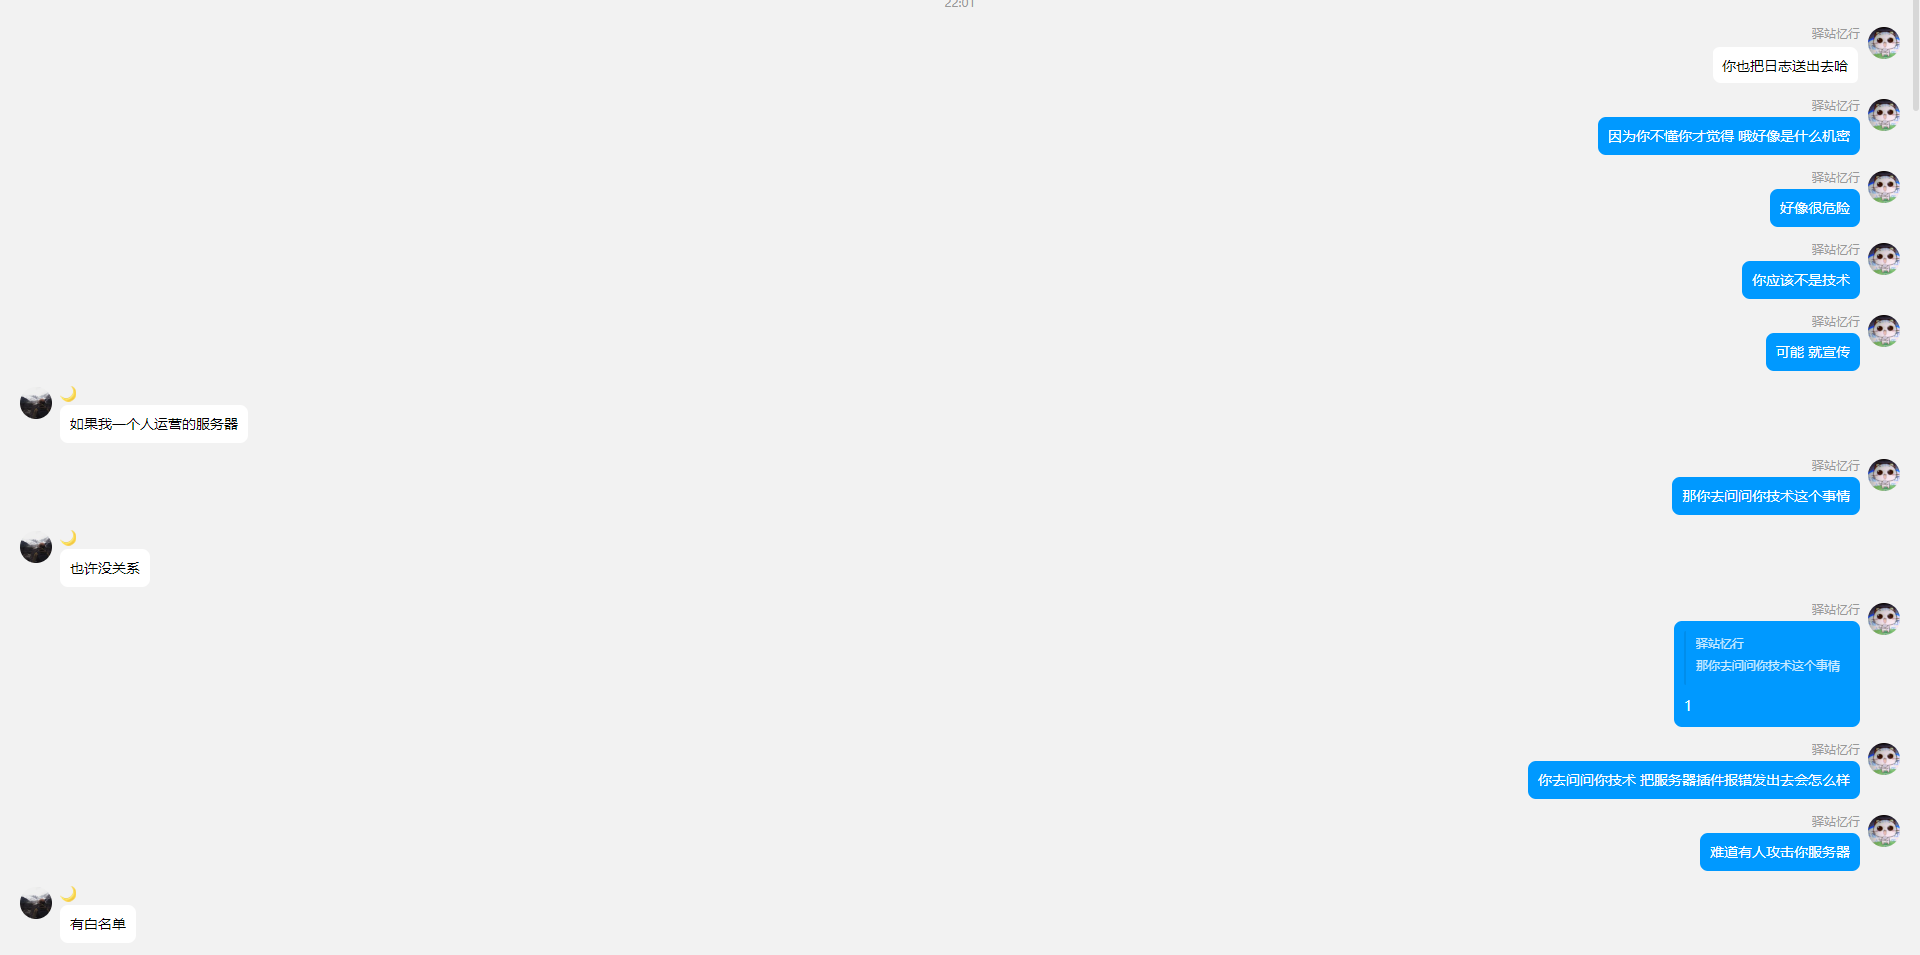 22:01
驿站忆行
你也把日志送出去哈
驿站忆行
因为你不懂你才觉得 哦好像是什么机密
驿站忆行
好像很危险
驿站忆行
你应该不是技术
驿站忆行
可能 就宣传
🌙
如果我一个人运营的服务器
驿站忆行
那你去问问你技术这个事情
🌙
也许没关系
驿站忆行
驿站忆行
那你去问问你技术这个事情
1
驿站忆行
你去问问你技术 把服务器插件报错发出去会怎么样
驿站忆行
难道有人攻击你服务器
🌙
有白名单